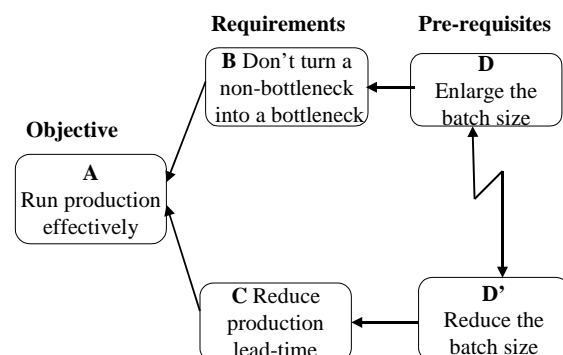 Requirements
Pre-requisites
B Don’t turn a
non-bottleneck
into a bottleneck
D
Enlarge the
batch size
Objective
A
Run production
effectively
C Reduce
production
lead-time
D’
Reduce the
batch size